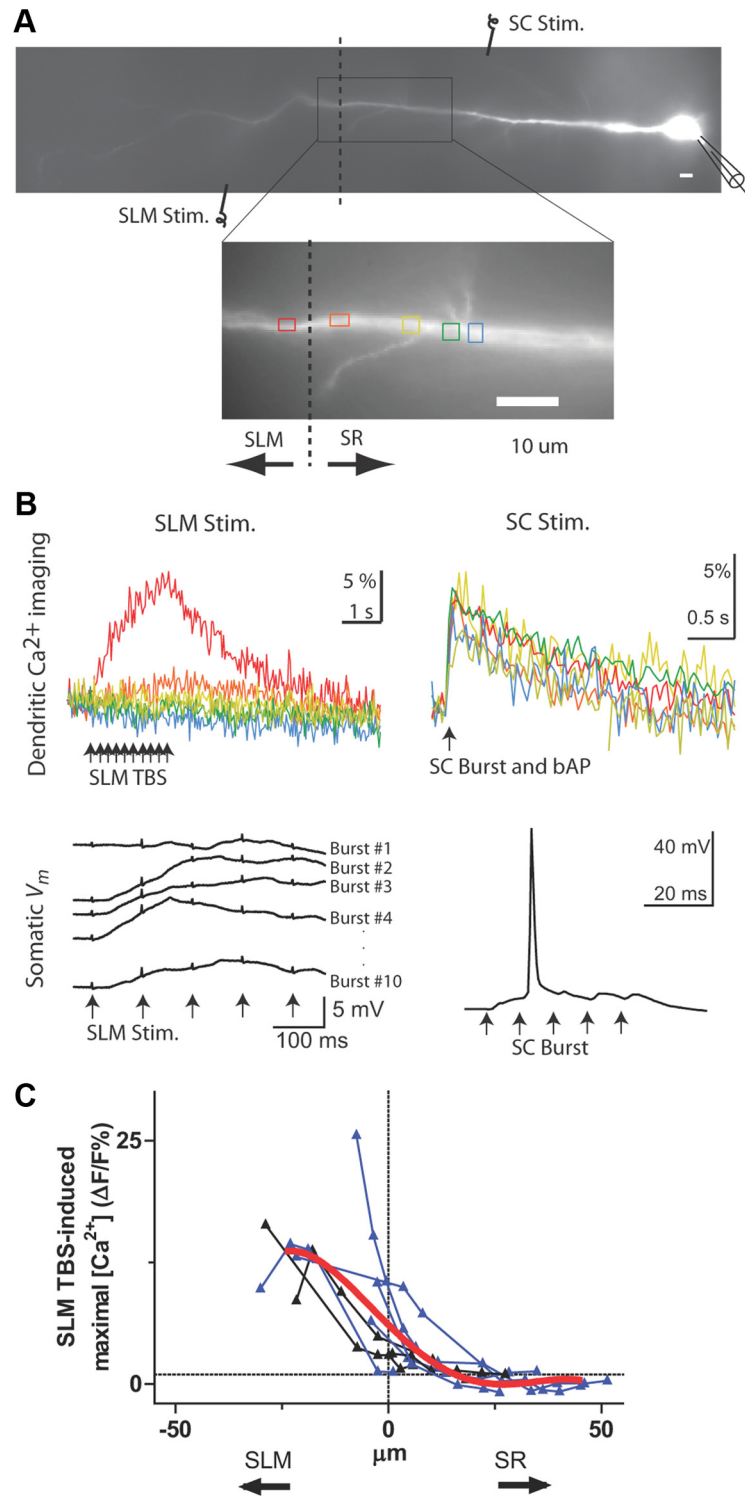 A
SC Stim.
SLM Stim.
SLM
SR
10 um
B
SLM Stim.
SC Stim.
Dendritic Ca2+ imaging
5 %
1 s
5%
0.5 s
SLM TBS
SC Burst and bAP
Somatic Vm
Burst #1
Burst #2
Burst #3
Burst #4
Burst #10
5 mV
100 ms
SLM Stim.
40 mV
20 ms
SC Burst
C
SLM TBS-induced
maximal [Ca2+] (ΔF/F%)
25
0
-50
0
50
μm
SLM
SR